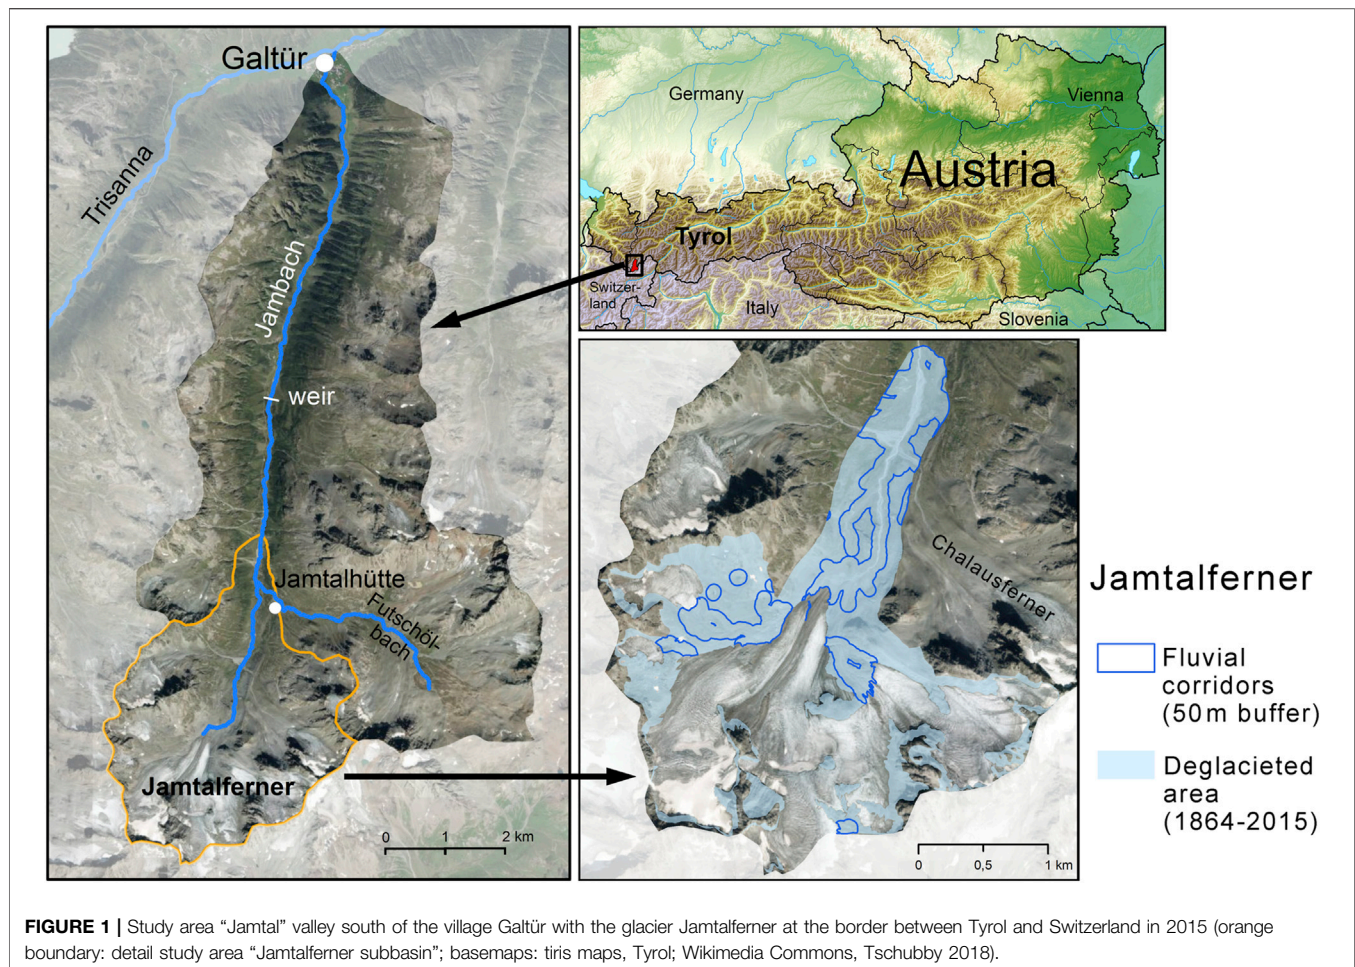 Galtür
Trisanna
Jambach
weir
Jamtalhütte
Futschöl-
bach
Jamtalferner
0 1 2 km
Germany
Vienna
Austria
Tyrol
Switzer-
land
Italy
Slovenia
Chalausferner
0 0,5 1 km
Jamtalferner
Fluvial
corridors
(50m buffer)
Deglacieted
area
(1864-2015)
FIGURE 1 | Study area “Jamtal” valley south of the village Galtür with the glacier Jamtalferner at the border between Tyrol and Switzerland in 2015 (orange
boundary: detail study area “Jamtalferner subbasin”; basemaps: tiris maps, Tyrol; Wikimedia Commons, Tschubby 2018).